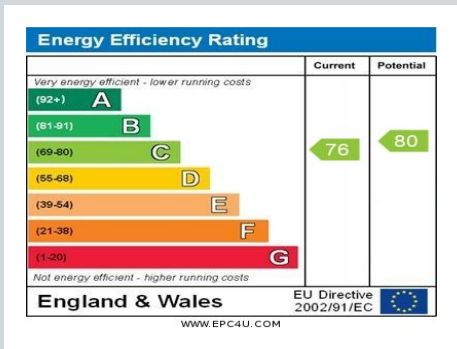 Energy Efficiency Rating
Current Potential
Very energy efficient - lower running costs
(92+) A
(81-91) B
(69-80) C
(55-68) D
(39-54) E
(21-38) F
(1-20) G
76
80
Not energy efficient - higher running costs
England & Wales
EU Directive
2002/91/EC
WWW.EPC4U.COM